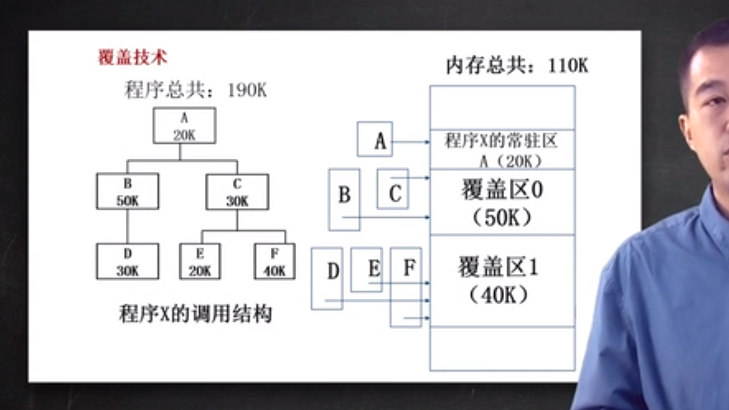 覆盖技术
程序总共：190K
A
20K
B
50K
C
30K
D
30K
E
20K
F
40K
程序X的调用结构
内存总共：110K
A
B
C
D
E
F
程序X的常驻区
A（20K）
覆盖区0
（50K）
覆盖区1
（40K）